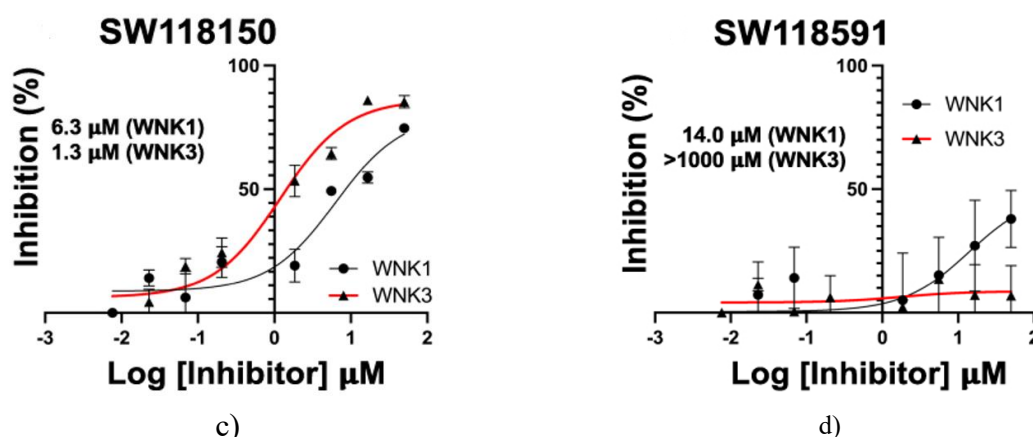 SW118150
Inhibition (%)
100
50
6.3 μM (WNK1)
1.3 μM (WNK3)
WNK1
WNK3
-3
-2
-1
0
1
2
Log [Inhibitor] μM
c)
SW118591
Inhibition (%)
100
50
14.0 μM (WNK1)
>1000 μM (WNK3)
WNK1
WNK3
-3
-2
-1
0
1
2
Log [Inhibitor] μM
d)